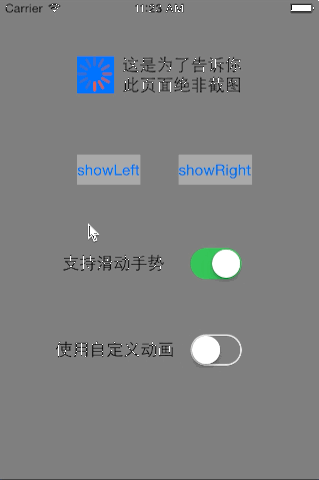 Carrier 11:35 AM
这是为了告诉你
此页面绝非截图
showLeft showRight
支持滑动手势
使用自定义动画